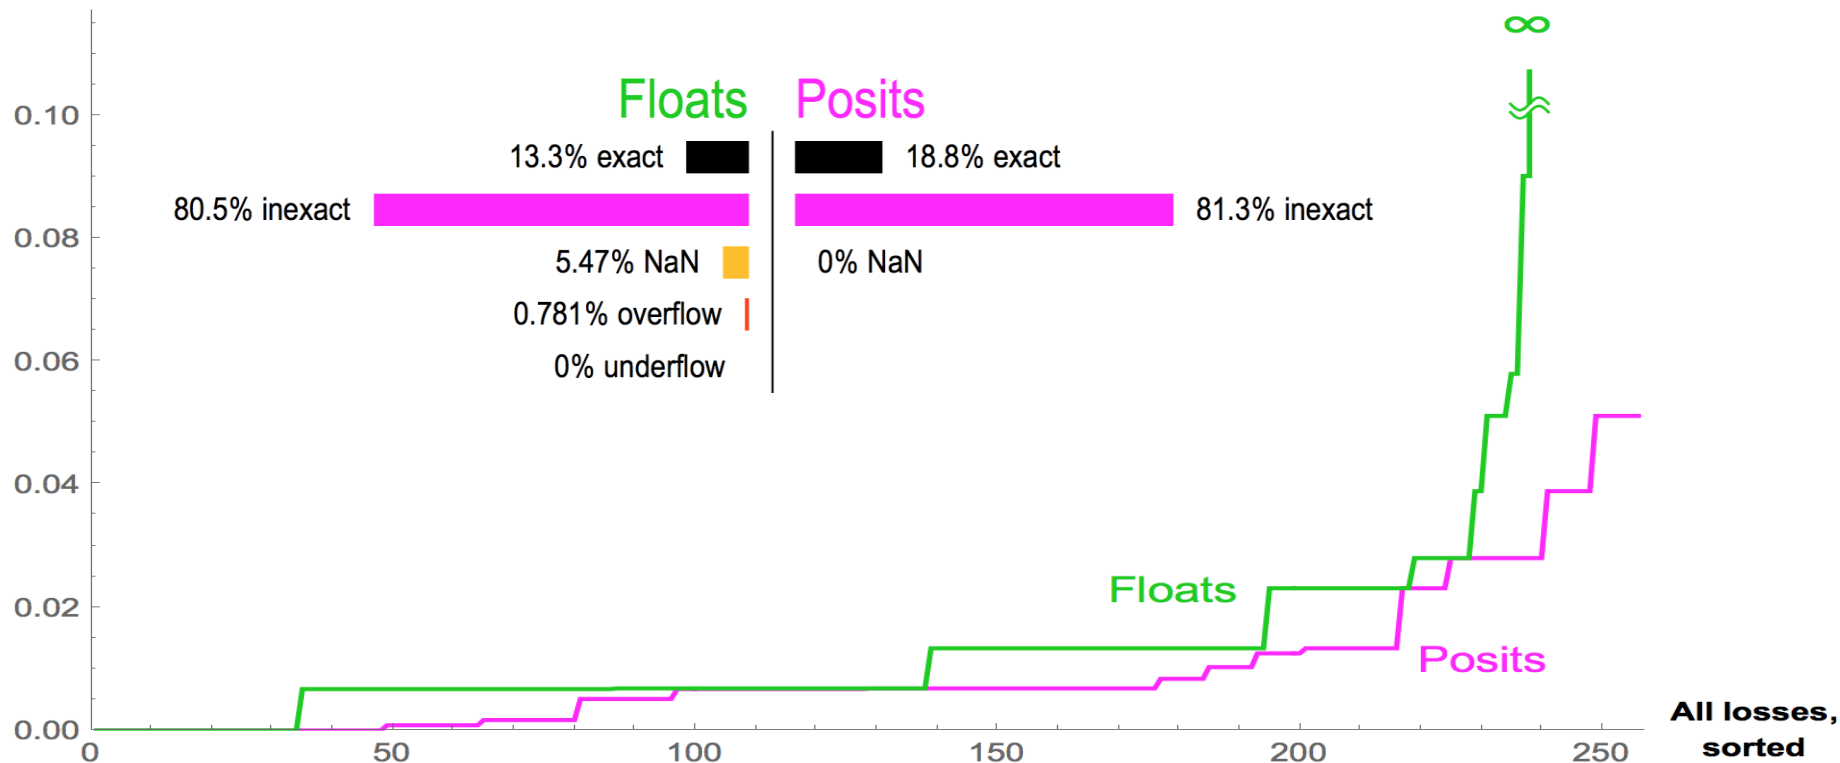 ∞
0.10
0.08
0.06
0.04
0.02
0.00
Floats Posits
13.3% exact 18.8% exact
80.5% inexact 81.3% inexact
5.47% NaN 0% NaN
0.781% overflow
0% underflow
Floats
Posits
0 50 100 150 200 250
All losses,
sorted